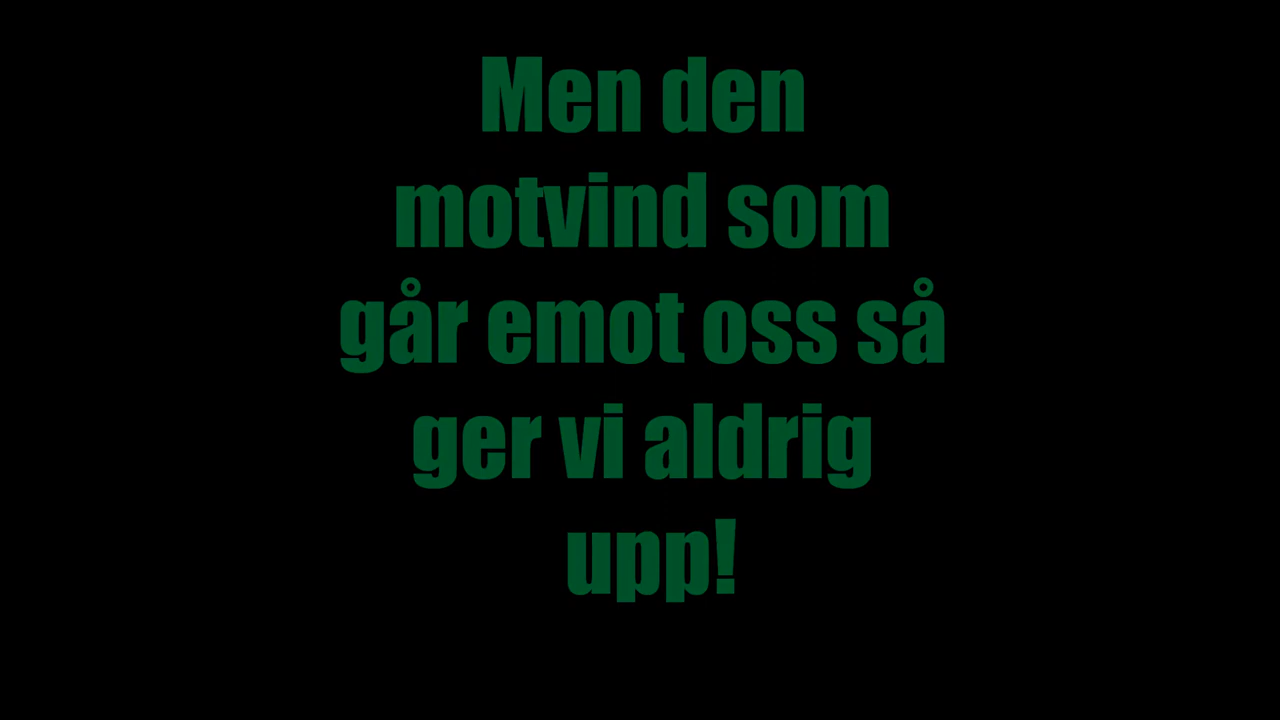 Men den
motvind som
går emot oss så
ger vi aldrig
upp!